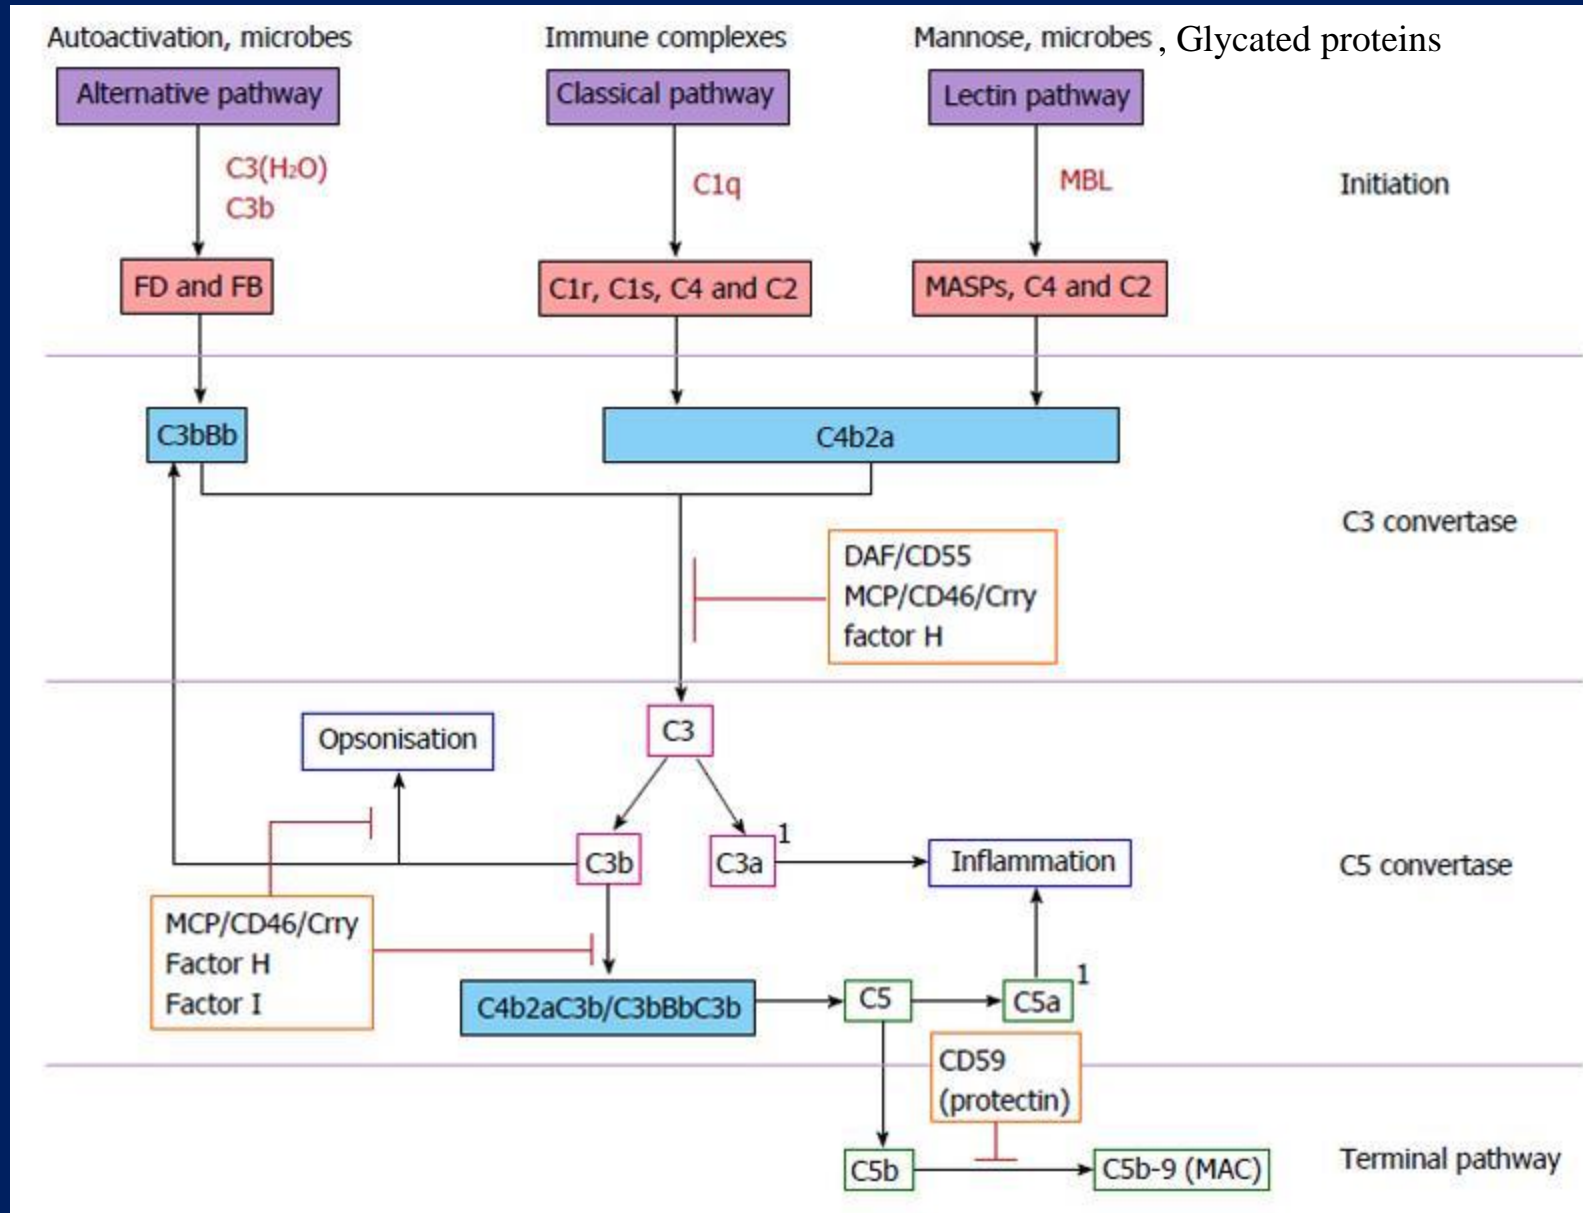 Autoactivation, microbes
Immune complexes
Mannose, microbes , Glycated proteins
Alternative pathway
Classical pathway
Lectin pathway
C3(H₂O)
C3b
C1q
MBL
Initiation
FD and FB
C1r, C1s, C4 and C2
MASPs, C4 and C2
C3bBb
C4b2a
C3 convertase
DAF/CD55
MCP/CD46/Crry
factor H
C3
Opsonisation
C3b
C3a
1
Inflammation
C5 convertase
MCP/CD46/Crry
Factor H
Factor I
C4b2aC3b/C3bBbC3b
C5
C5a
1
CD59
(protectin)
C5b
C5b-9 (MAC)
Terminal pathway